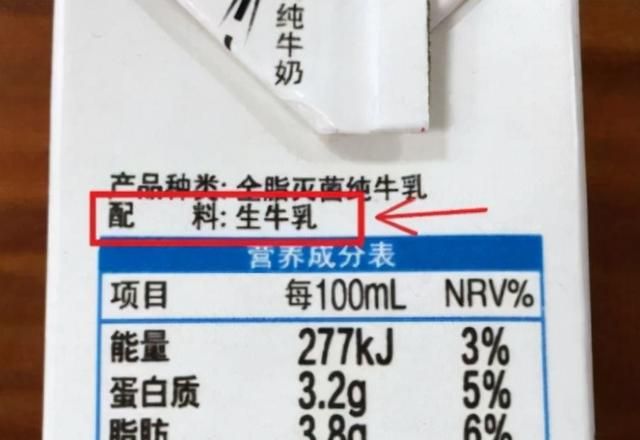 纯牛奶
产品种类: 全脂灭菌纯牛乳
配 料: 生牛乳
营养成分表
项目 每100mL NRV%
能量 277kJ 3%
蛋白质 3.2g 5%
脂肪 3.8g 6%